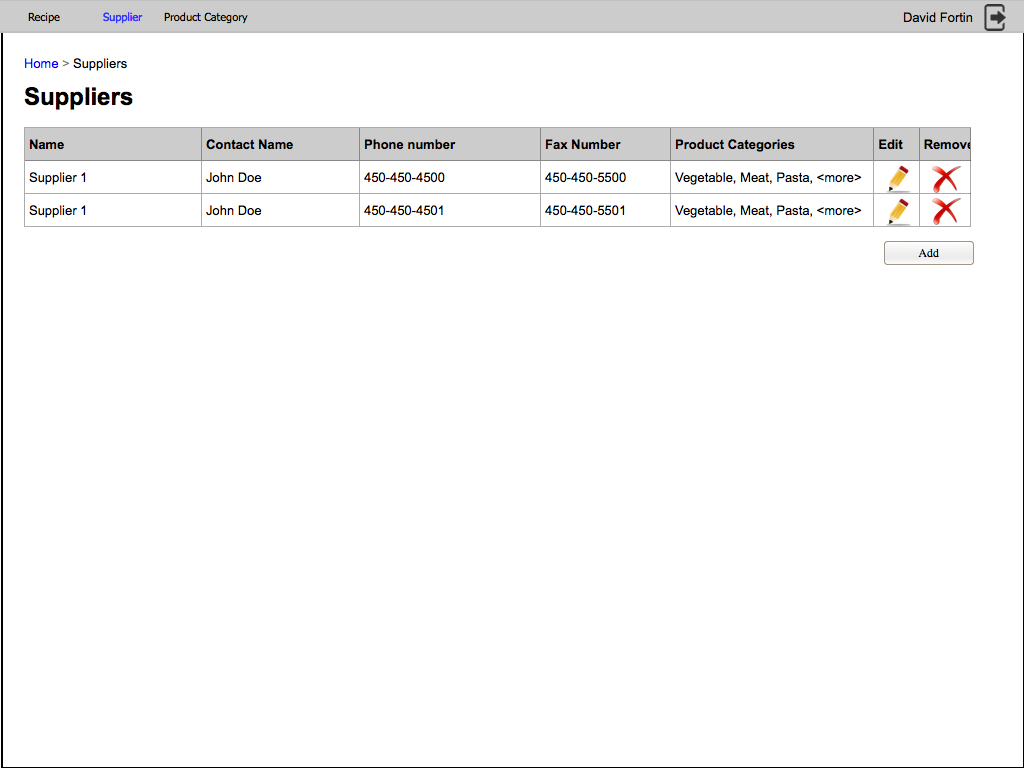 Recipe Supplier Product Category David Fortin
Home > Suppliers
Suppliers
Name Contact Name Phone number Fax Number Product Categories Edit Remove
Supplier 1 John Doe 450-450-4500 450-450-5500 Vegetable, Meat, Pasta, <more>
Supplier 1 John Doe 450-450-4501 450-450-5501 Vegetable, Meat, Pasta, <more>
Add